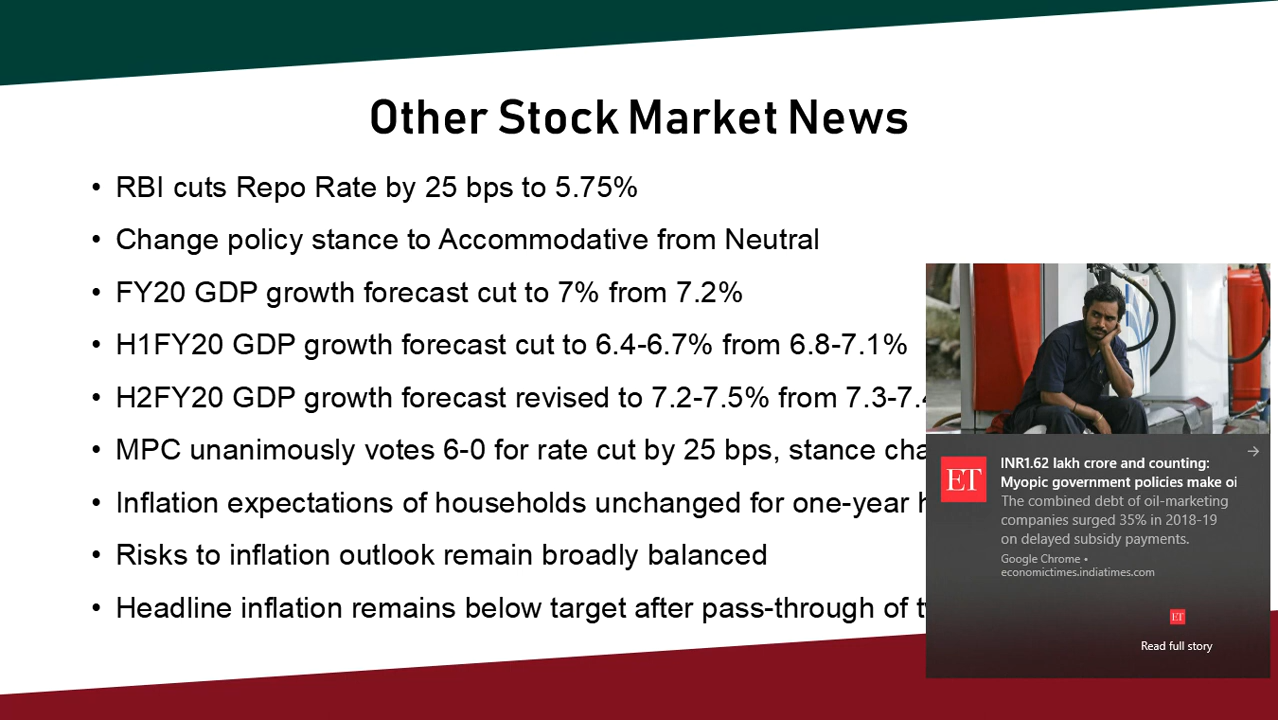 Other Stock Market News
• RBI cuts Repo Rate by 25 bps to 5.75%
• Change policy stance to Accommodative from Neutral
• FY20 GDP growth forecast cut to 7% from 7.2%
• H1FY20 GDP growth forecast cut to 6.4-6.7% from 6.8-7.1%
• H2FY20 GDP growth forecast revised to 7.2-7.5% from 7.3-7.
• MPC unanimously votes 6-0 for rate cut by 25 bps, stance
• Inflation expectations of households unchanged for one-year
• Risks to inflation outlook remain broadly balanced
• Headline inflation remains below target after pass-through of
ET
INR1.62 lakh crore and counting:
Myopic government policies make
The combined debt of oil-marketing
companies surged 35% in 2018-19
on delayed subsidy payments.
Google Chrome •
economictimes.indiatimes.com
ET
Read full story